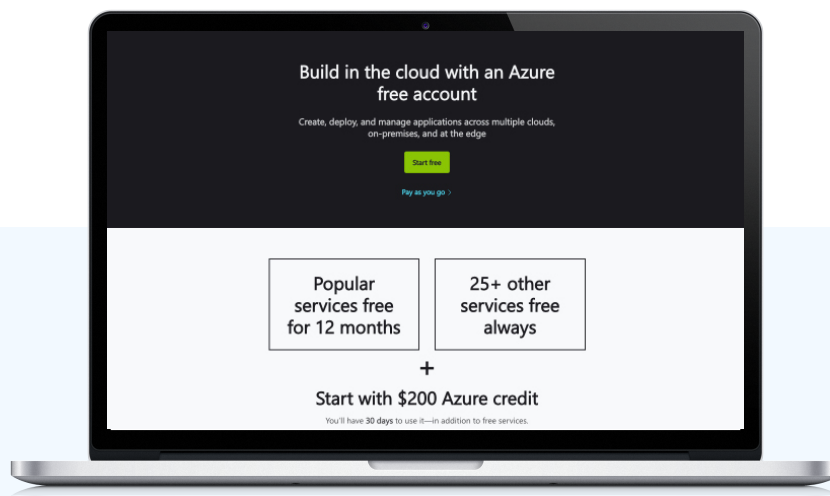 Build in the cloud with an Azure
free account
Create, deploy, and manage applications across multiple clouds,
on-premises, and at the edge
Start free
Pay as you go >
Popular
services free
for 12 months
25+ other
services free
always
+
Start with $200 Azure credit
You'll have 30 days to use it—in addition to free services.